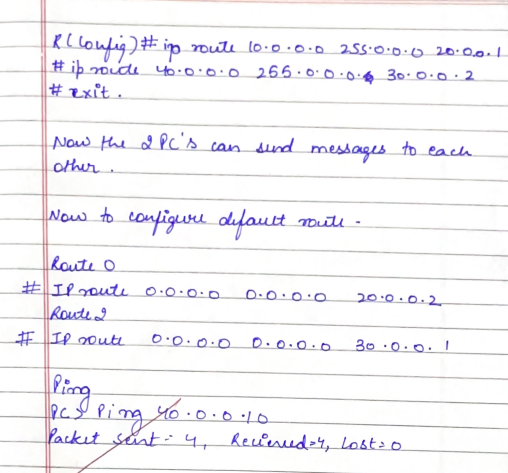 R(Config)# ip route 10.0.0.0 255.0.0.0 20.0.0.1
# ip route 40.0.0.0 255.0.0.0 30.0.0.2
# exit.
Now the 2 PC's can send messages to each
other.
Now to configure default route -
Route 0
# IP route 0.0.0.0 0.0.0.0 20.0.0.2
Route 2
# IP route 0.0.0.0 0.0.0.0 30.0.0.1
Ping
PC> Ping 40.0.0.10
Packet sent = 4, Recieved=4, Lost=0